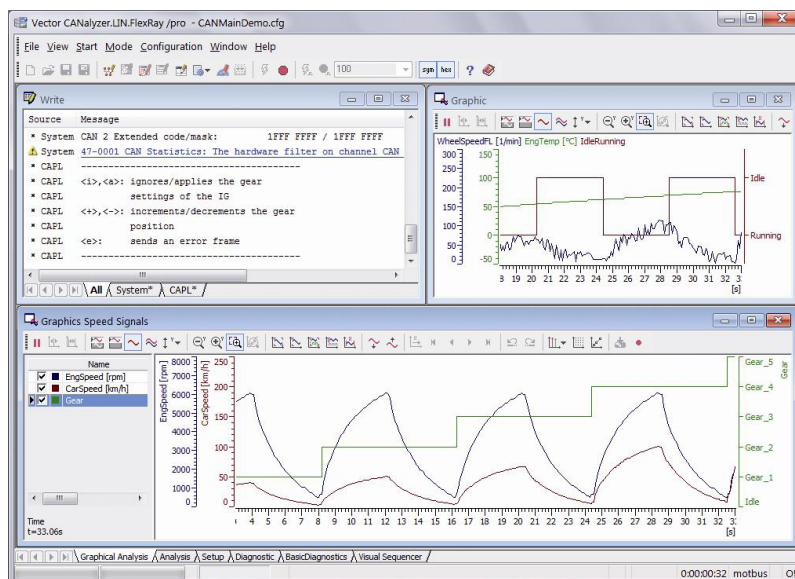 Vector CANalyzer.LIN.FlexRay /pro - CANMainDemo.cfg
File View Start Mode Configuration Window Help
100 sym hex
Write
Source Message
* System CAN 2 Extended code/mask: 1FFF FFFF / 1FFF FFFF
System 47-0001 CAN Statistics: The hardware filter on channel CAN
* CAPL ---------------------------------------
* CAPL <i>,<a>: ignores/applies the gear
* CAPL settings of the IG
* CAPL <+>,<->: increments/decrements the gear
* CAPL position
* CAPL <e>: sends an error frame
* CAPL ---------------------------------------
All System* CAPL*
Graphic
WheelSpeedFL [1/min] EngTemp [°C] IdleRunning
300 150
250
200 100
150
100 50
50 0
0 -50
Idle
Running
18 19 20 21 22 23 24 25 26 27 28 29 30 31 32 3
[s]
Graphics Speed Signals
Name
EngSpeed [rpm]
CarSpeed [km/h]
Gear
Time
t=33.06s
EngSpeed [rpm]
8000
7000
6000
5000
4000
3000
2000
1000
0
CarSpeed [km/h]
250
200
150
100
50
0
Gear_5
Gear_4
Gear_3
Gear_2
Gear_1
Idle
Gear
4 5 6 7 8 9 10 11 12 13 14 15 16 17 18 19 20 21 22 23 24 25 26 27 28 29 30 31 32 3
[s]
Graphical Analysis Analysis Setup Diagnostic BasicDiagnostics Visual Sequencer
0:00:00:32 motbus